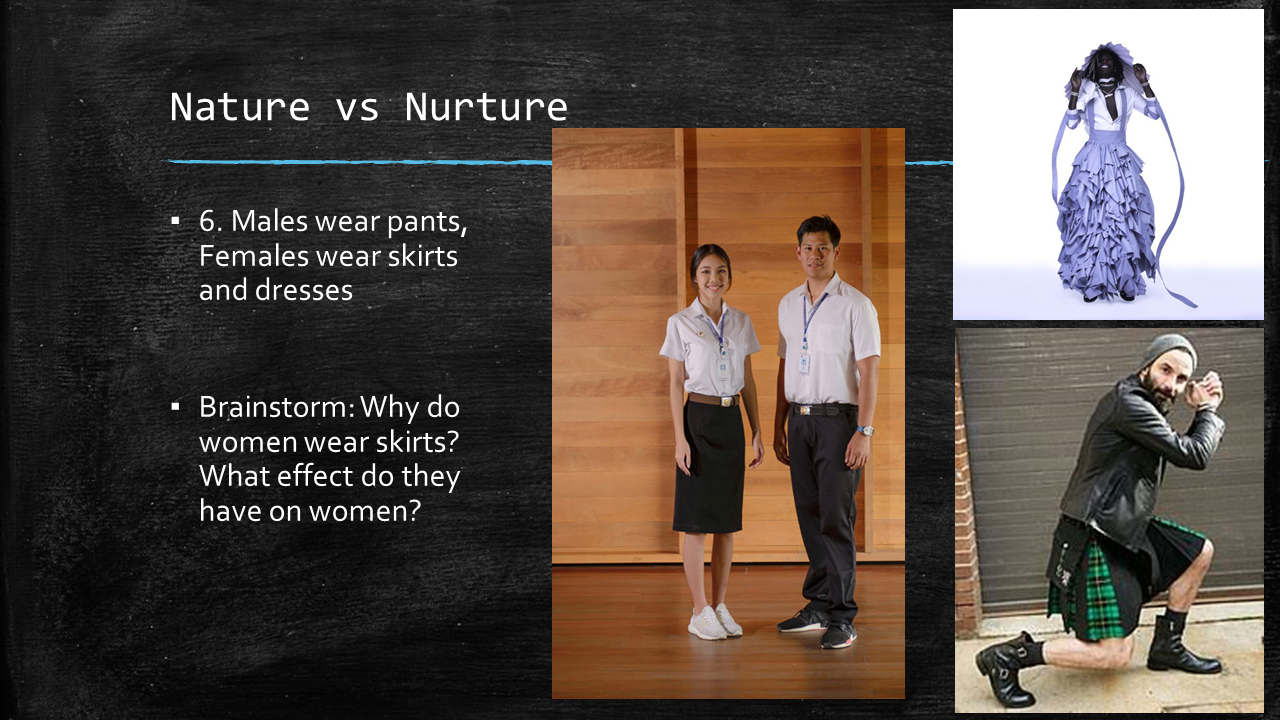 Nature vs Nurture
▪ 6. Males wear pants,
Females wear skirts
and dresses
▪ Brainstorm: Why do
women wear skirts?
What effect do they
have on women?